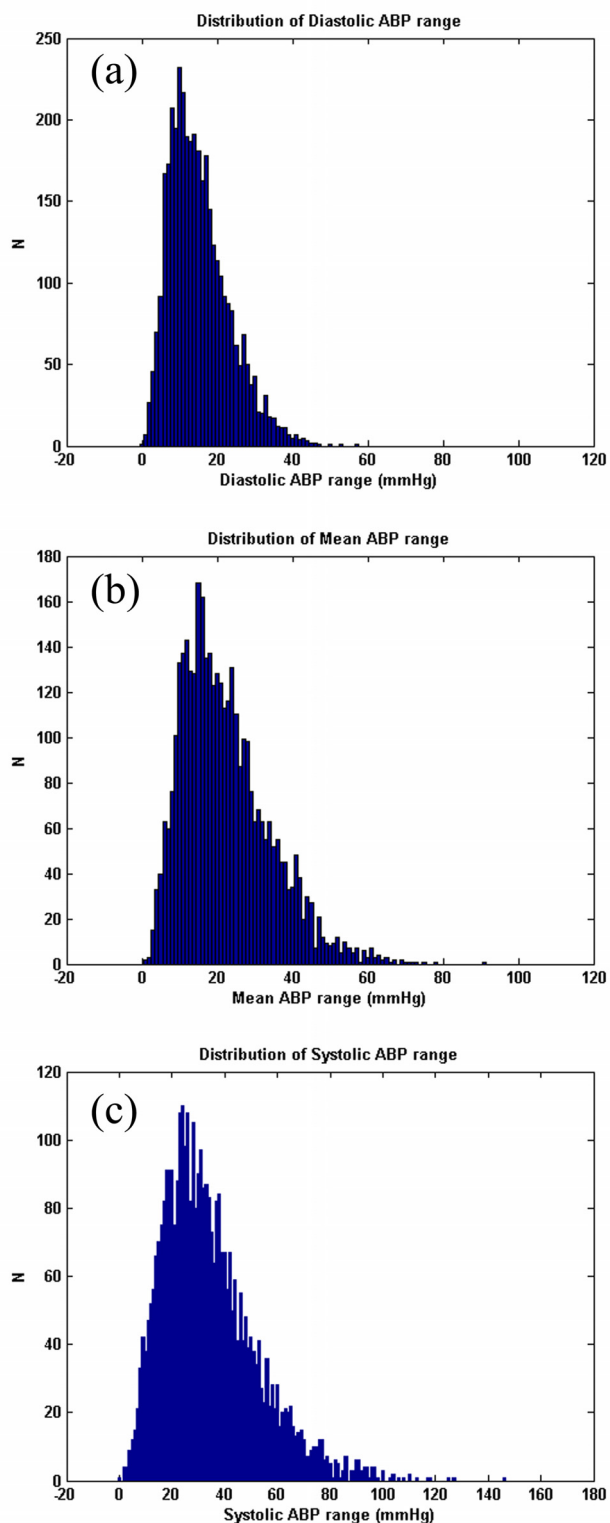 Distribution of Diastolic ABP range
(a)
250
200
150
100
50
0
N
-20 0 20 40 60 80 100 120
Diastolic ABP range (mmHg)
Distribution of Mean ABP range
(b)
180
160
140
120
100
80
60
40
20
0
N
-20 0 20 40 60 80 100 120
Mean ABP range (mmHg)
Distribution of Systolic ABP range
(c)
120
100
80
60
40
20
0
N
-20 0 20 40 60 80 100 120 140 160 180
Systolic ABP range (mmHg)